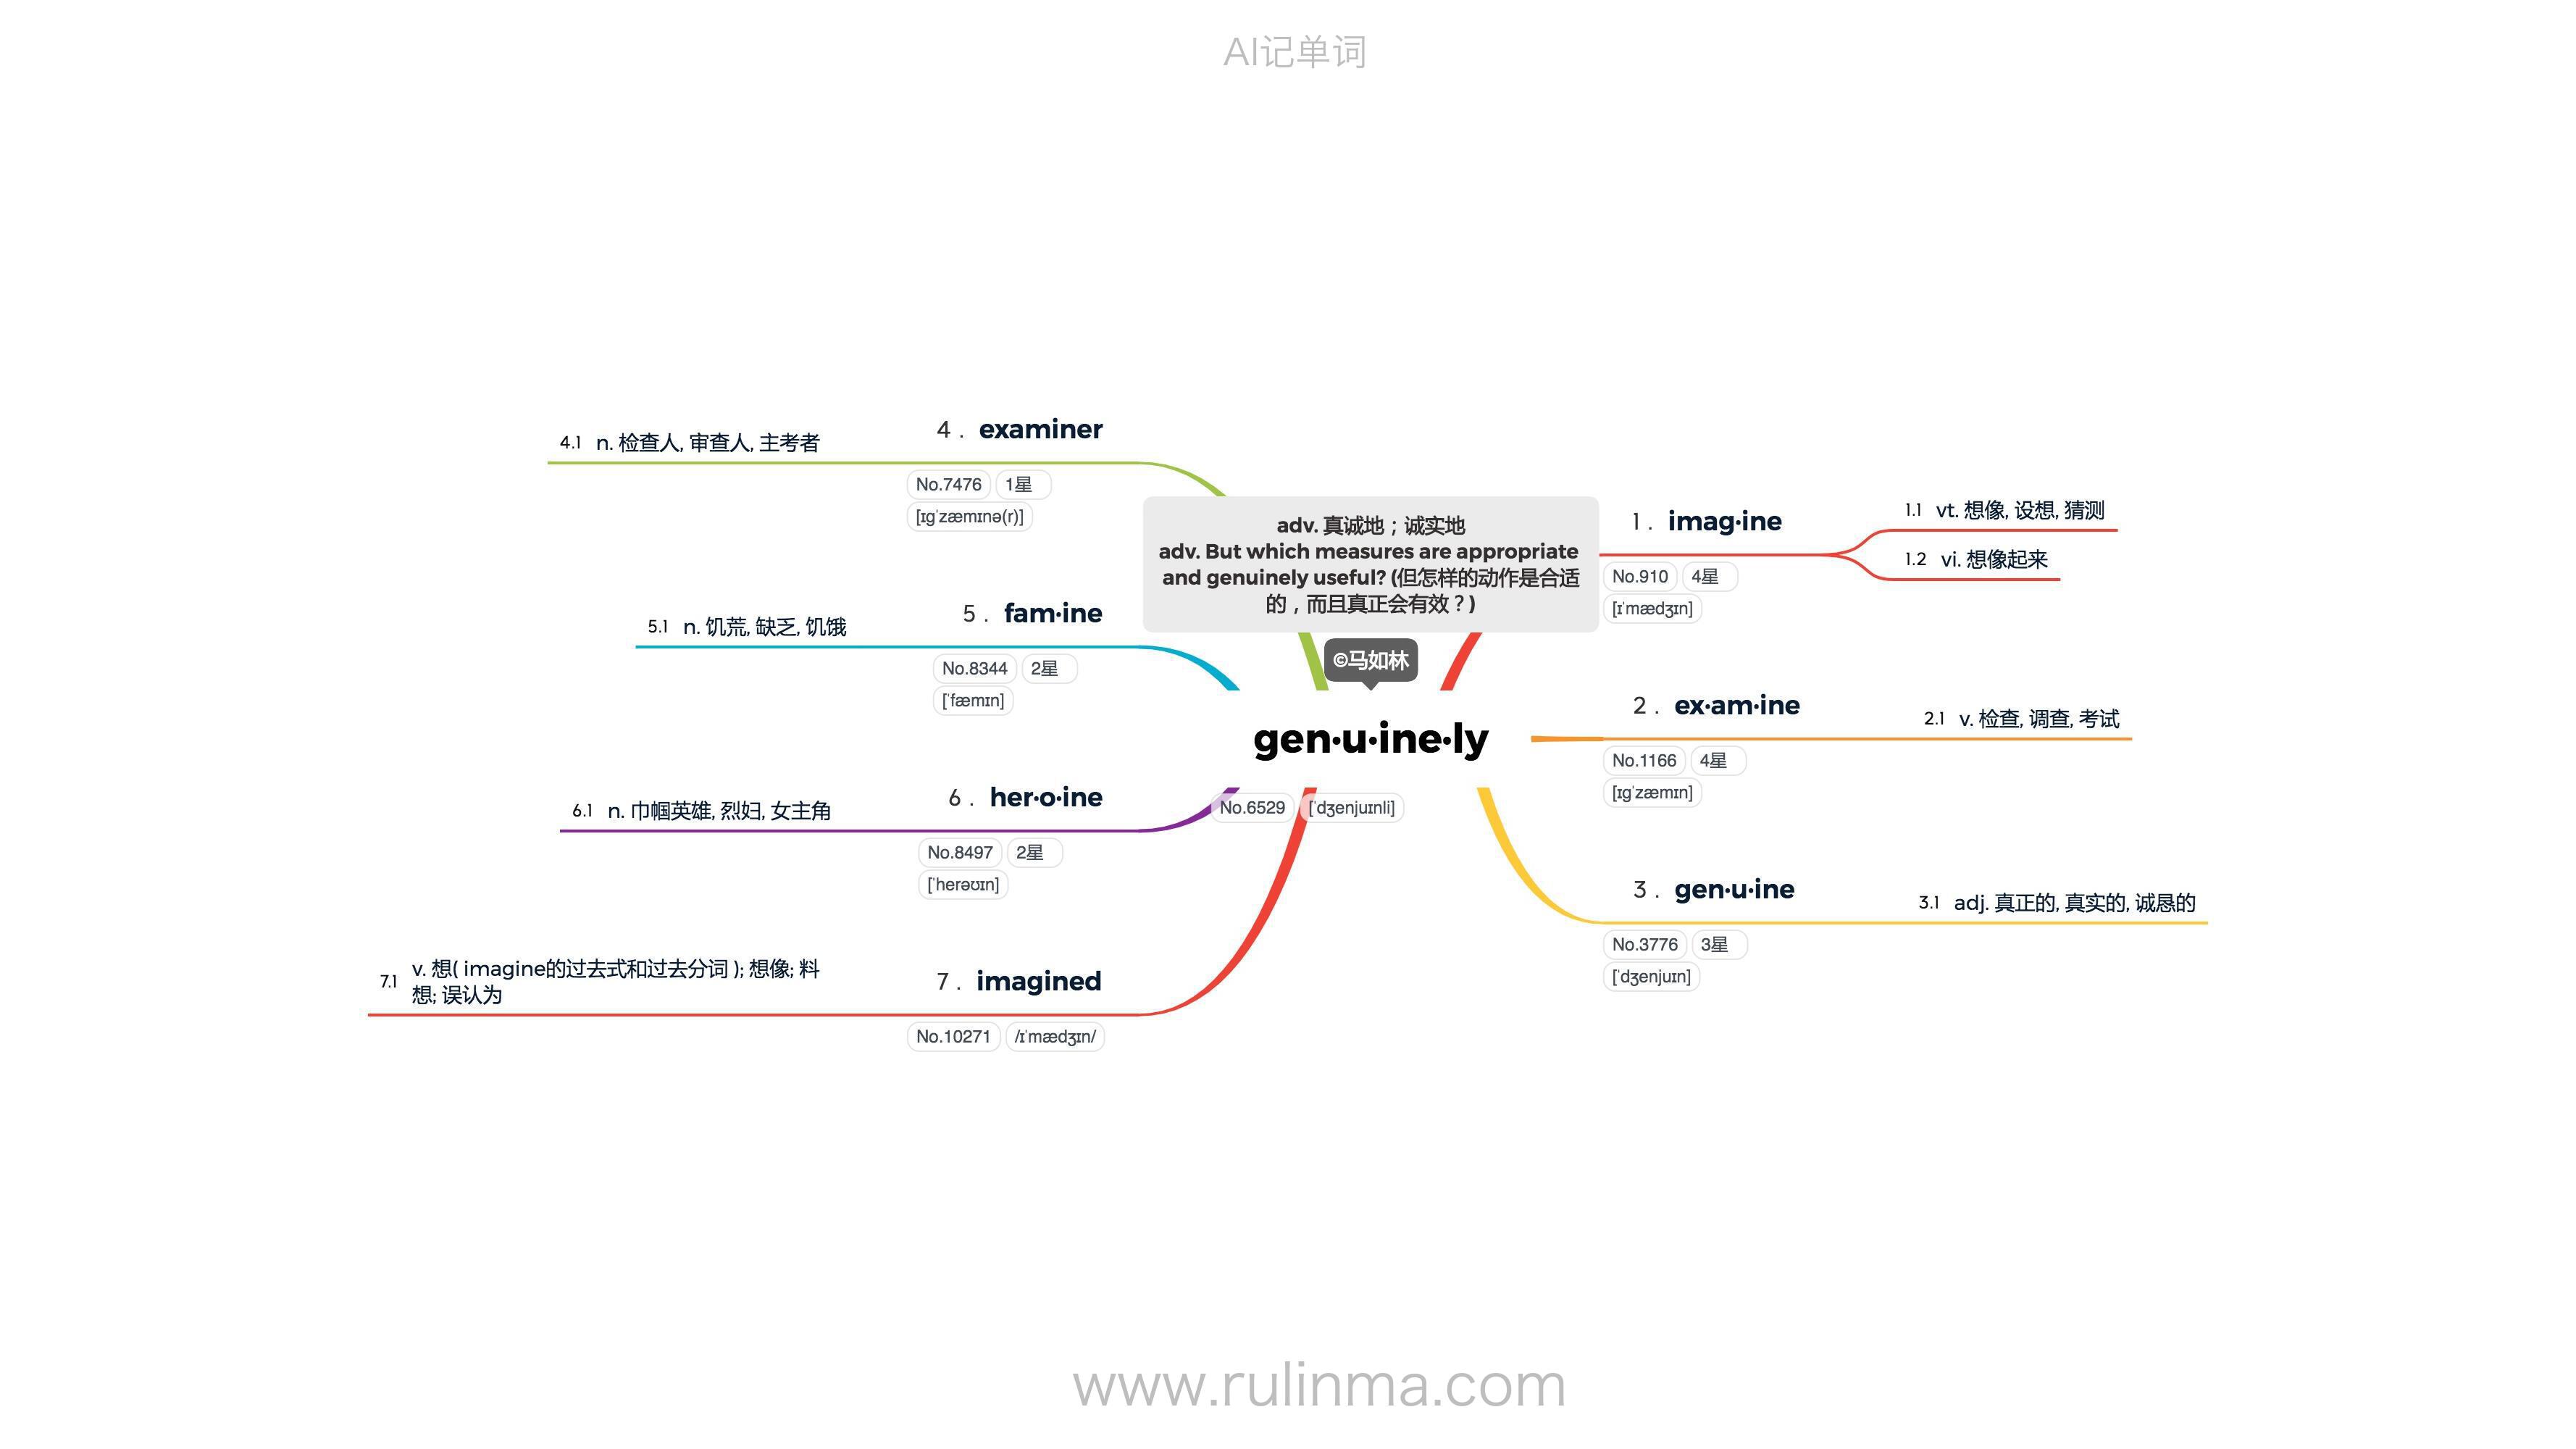 AI记单词
4 . examiner
4.1 n. 检查人, 审查人, 主考者
No.7476 1星
[ɪɡˈzæmɪnə(r)]
5 . fam·ine
5.1 n. 饥荒, 缺乏, 饥饿
No.8344 2星
[ˈfæmɪn]
6 . her·o·ine
6.1 n. 巾帼英雄, 烈妇, 女主角
No.8497 2星
[ˈherəʊɪn]
7 . imagined
7.1 v. 想( imagine的过去式和过去分词 ); 想像; 料
想; 误认为
No.10271 /ɪˈmædʒɪn/
adv. 真诚地；诚实地
adv. But which measures are appropriate
and genuinely useful? (但怎样的动作是合适
的，而且真正会有效？)
©马如林
gen·u·ine·ly
No.6529 [ˈdʒenjuɪnli]
1 . imag·ine
1.1 vt. 想像, 设想, 猜测
1.2 vi. 想像起来
No.910 4星
[ɪˈmædʒɪn]
2 . ex·am·ine
2.1 v. 检查, 调查, 考试
No.1166 4星
[ɪɡˈzæmɪn]
3 . gen·u·ine
3.1 adj. 真正的, 真实的, 诚恳的
No.3776 3星
[ˈdʒenjuɪn]
www.rulinma.com